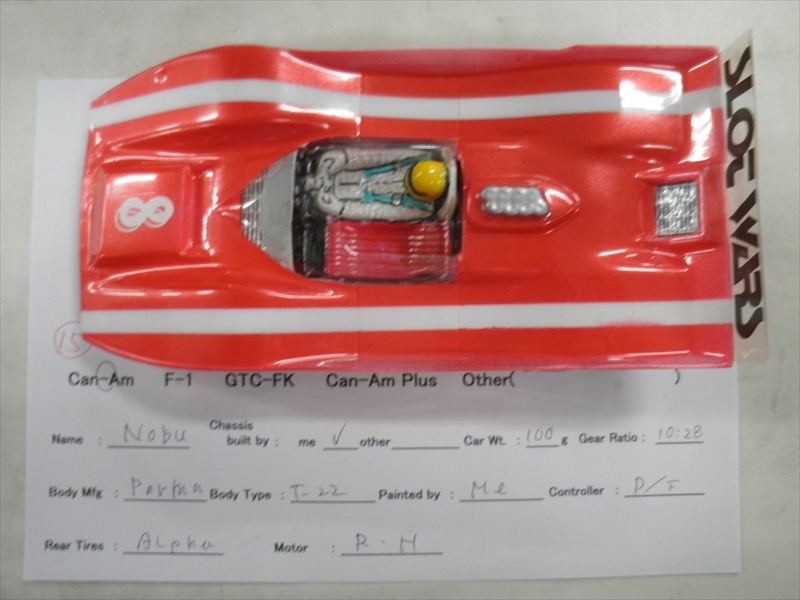 8
SLOT WARS
15
Can-Am F-1 GTC-FK Can-Am Plus Other( )
Name : Nobu Chassis built by : me ✓ other Car Wt. : 100 g Gear Ratio : 10:28
Body Mfg : Parma Body Type : T-22 Painted by : Me Controller : P/F
Rear Tires : Alpha Motor : R-H